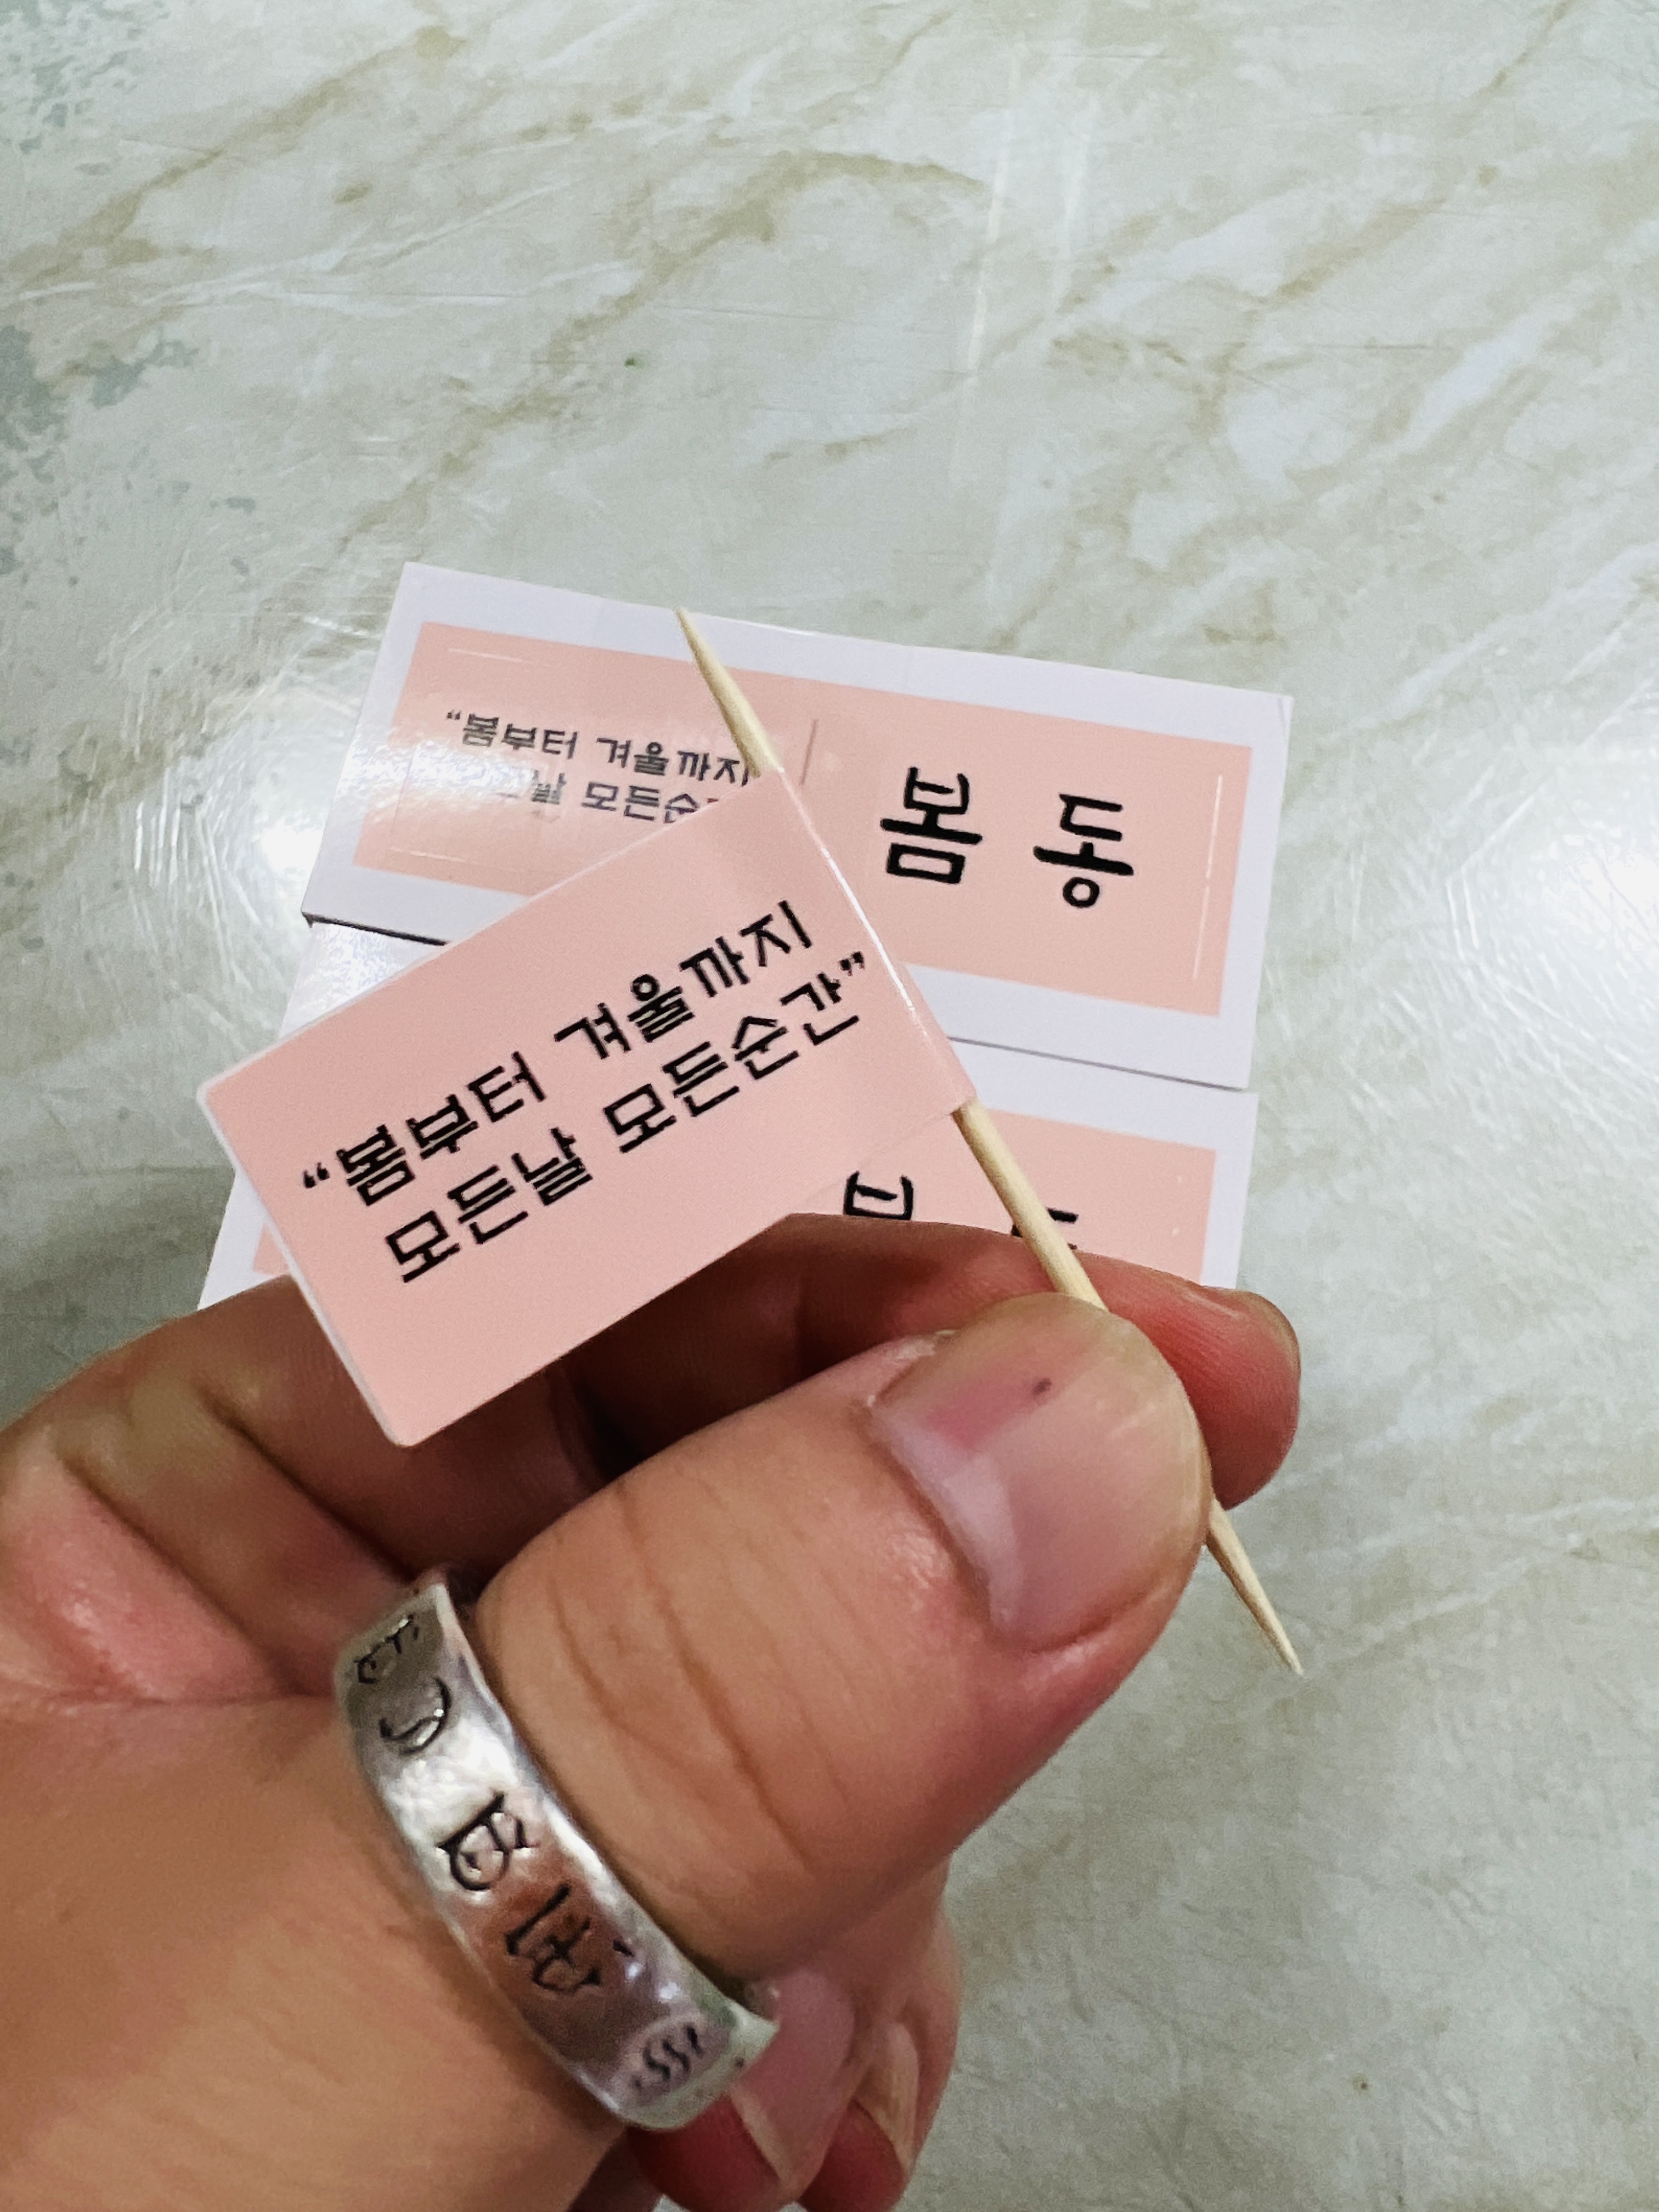 “봄부터 겨울까지
모든순
봄 동
“봄부터 겨울까지
모든날 모든순간”